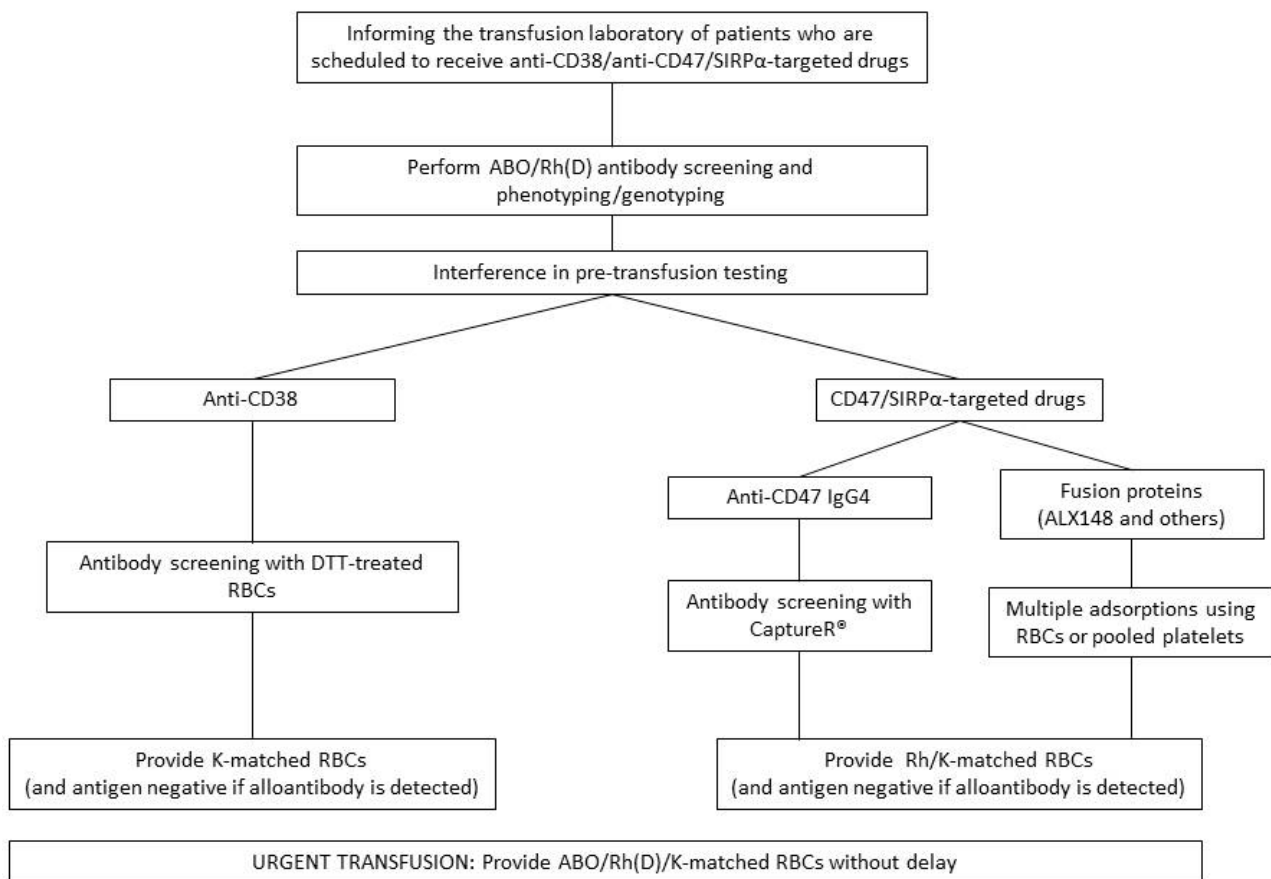 Informing the transfusion laboratory of patients who are
scheduled to receive anti-CD38/anti-CD47/SIRPα-targeted drugs
Perform ABO/Rh(D) antibody screening and
phenotyping/genotyping
Interference in pre-transfusion testing
Anti-CD38
CD47/SIRPα-targeted drugs
Anti-CD47 IgG4
Fusion proteins
(ALX148 and others)
Antibody screening with DTT-treated
RBCs
Antibody screening with
CaptureR®
Multiple adsorptions using
RBCs or pooled platelets
Provide K-matched RBCs
(and antigen negative if alloantibody is detected)
Provide Rh/K-matched RBCs
(and antigen negative if alloantibody is detected)
URGENT TRANSFUSION: Provide ABO/Rh(D)/K-matched RBCs without delay